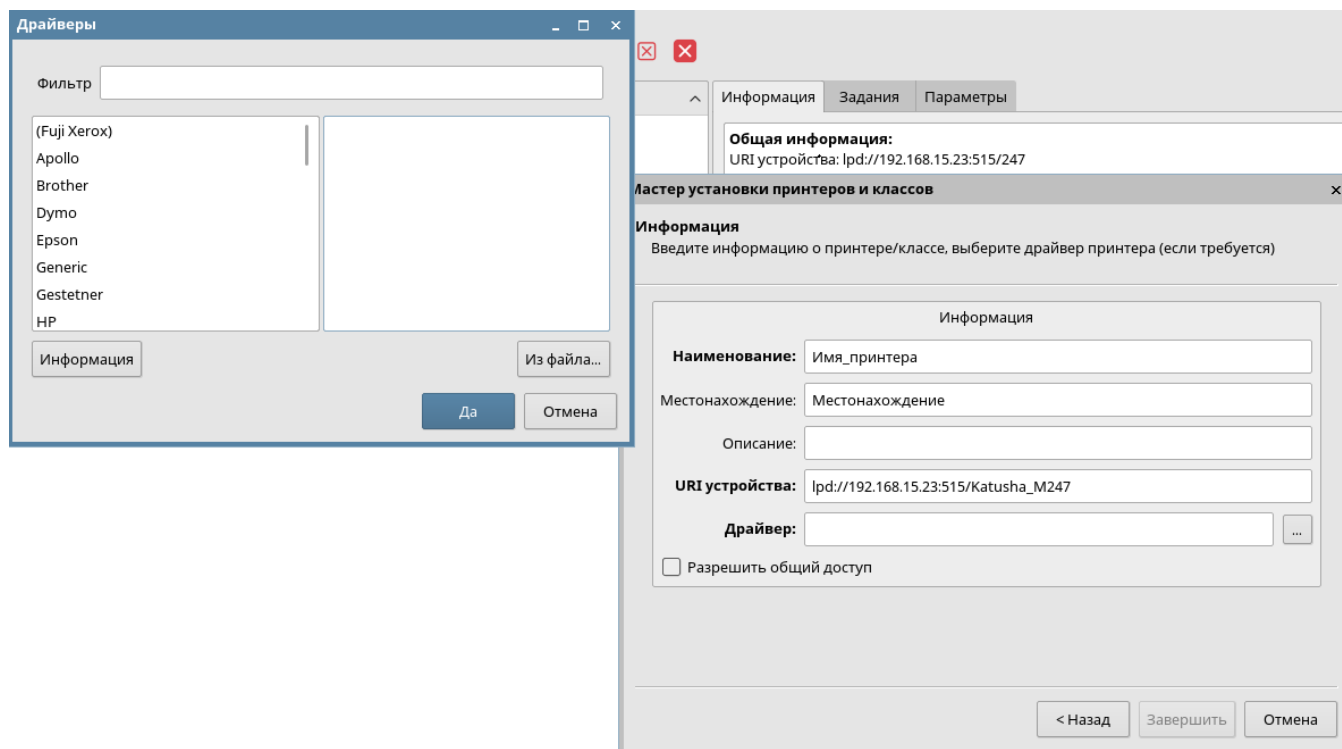 Драйверы
Фильтр
(Fuji Xerox)
Apollo
Brother
Dymo
Epson
Generic
Gestetner
HP
Информация
Из файла...
Да
Отмена
Информация Задания Параметры
Общая информация:
URI устройства: lpd://192.168.15.23:515/247
Мастер установки принтеров и классов
Информация
Введите информацию о принтере/классе, выберите драйвер принтера (если требуется)
Информация
Наименование: Имя_принтера
Местонахождение: Местонахождение
Описание:
URI устройства: lpd://192.168.15.23:515/Katusha_M247
Драйвер: ...
Разрешить общий доступ
< Назад Завершить Отмена